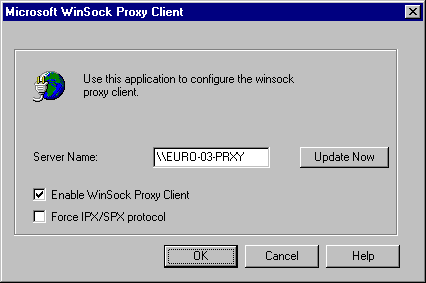 Microsoft WinSock Proxy Client
Use this application to configure the winsock
proxy client.
Server Name:
\\EURO-03-PRXY
Update Now
Enable WinSock Proxy Client
Force IPX/SPX protocol
OK
Cancel
Help